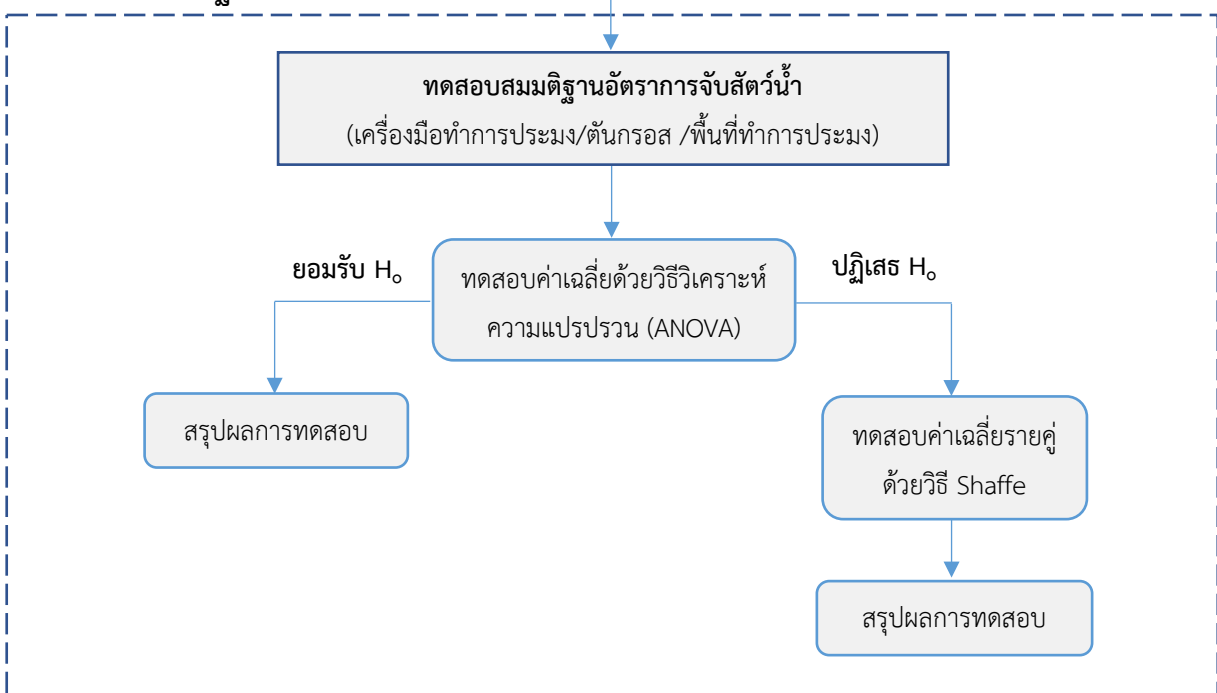 ทดสอบสมมติฐานอัตราการจับสัตว์น้ำ
(เครื่องมือทำการประมง/ตันกรอส /พื้นที่ทำการประมง)
ยอมรับ H₀
ทดสอบค่าเฉลี่ยด้วยวิธีวิเคราะห์
ความแปรปรวน (ANOVA)
ปฏิเสธ H₀
สรุปผลการทดสอบ
ทดสอบค่าเฉลี่ยรายคู่
ด้วยวิธี Shaffe
สรุปผลการทดสอบ